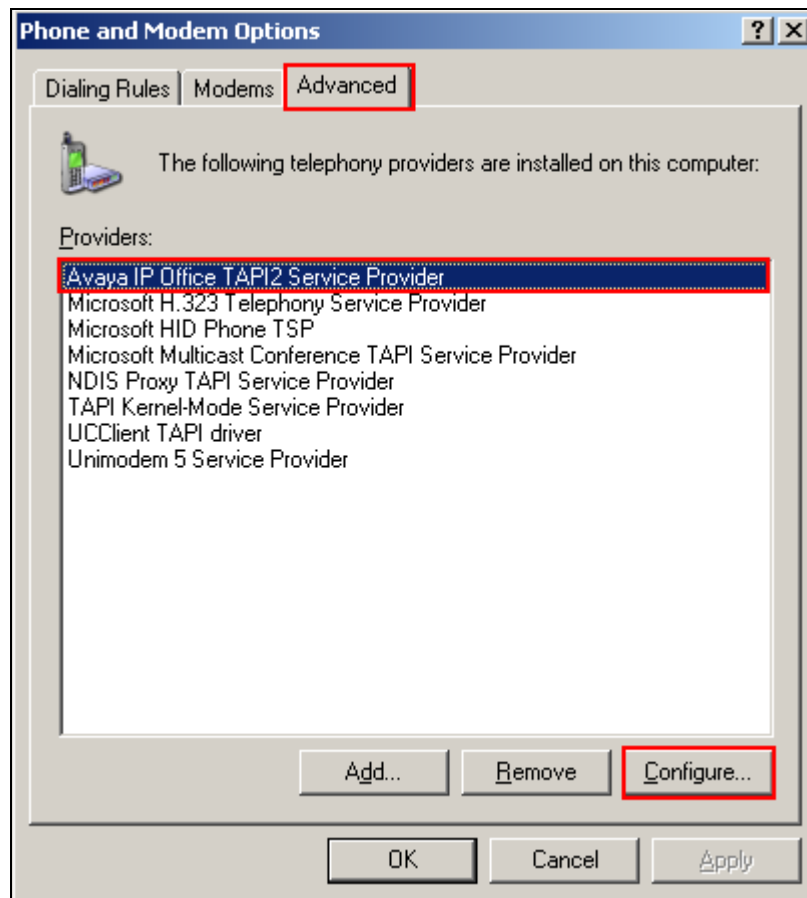 Phone and Modem Options
Dialing Rules
Modems
Advanced
The following telephony providers are installed on this computer:
Providers:
Avaya IP Office TAPI2 Service Provider
Microsoft H.323 Telephony Service Provider
Microsoft HID Phone TSP
Microsoft Multicast Conference TAPI Service Provider
NDIS Proxy TAPI Service Provider
TAPI Kernel-Mode Service Provider
UCClient TAPI driver
Unimodem 5 Service Provider
Add...
Remove
Configure...
OK
Cancel
Apply